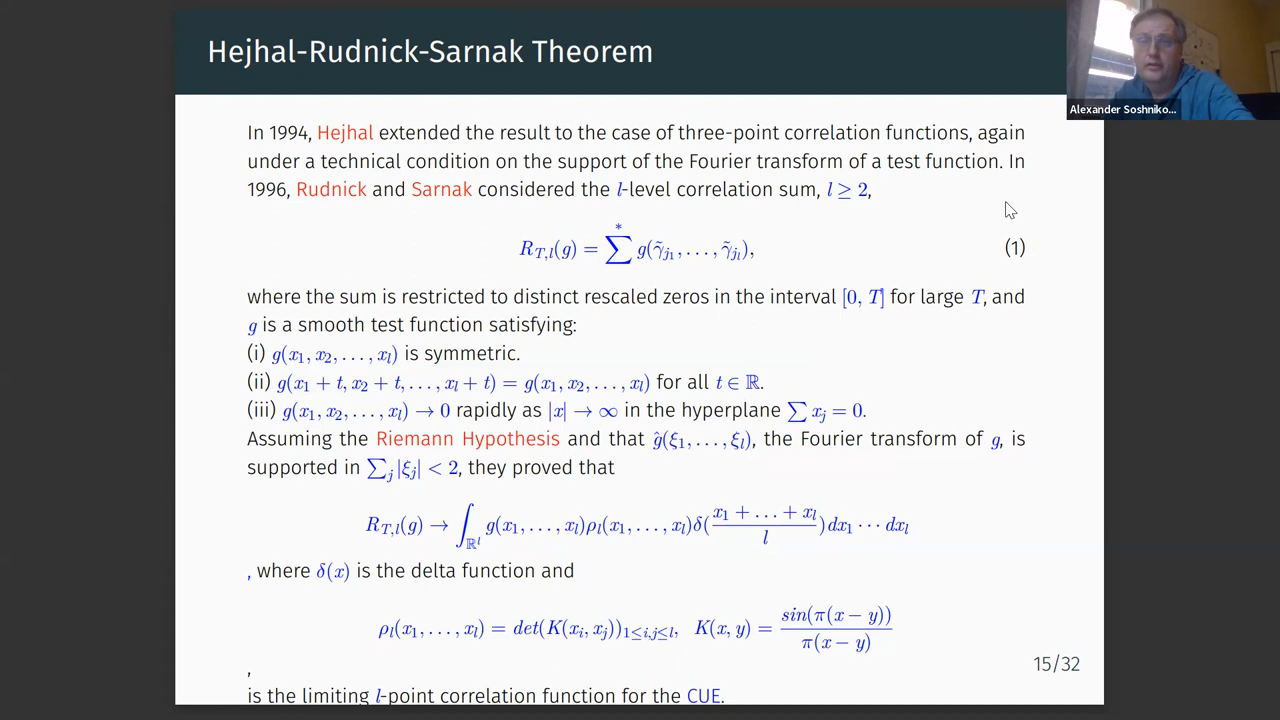 Hejhal-Rudnick-Sarnak Theorem
Alexander Soshniko...
In 1994, Hejhal extended the result to the case of three-point correlation functions, again
under a technical condition on the support of the Fourier transform of a test function. In
1996, Rudnick and Sarnak considered the l-level correlation sum, l ≥ 2,
R_{T,l}(g) = ∑^* g(γ̃_{j_1}, . . . , γ̃_{j_l}), (1)
where the sum is restricted to distinct rescaled zeros in the interval [0, T] for large T, and
g is a smooth test function satisfying:
(i) g(x_1, x_2, . . . , x_l) is symmetric.
(ii) g(x_1 + t, x_2 + t, . . . , x_l + t) = g(x_1, x_2, . . . , x_l) for all t ∈ ℝ.
(iii) g(x_1, x_2, . . . , x_l) → 0 rapidly as |x| → ∞ in the hyperplane ∑ x_j = 0.
Assuming the Riemann Hypothesis and that ĝ(ξ_1, . . . , ξ_l), the Fourier transform of g, is
supported in ∑_j |ξ_j| < 2, they proved that
R_{T,l}(g) → ∫_{ℝ^l} g(x_1, . . . , x_l)ρ_l(x_1, . . . , x_l)δ((x_1 + . . . + x_l)/l)dx_1 · · · dx_l
, where δ(x) is the delta function and
ρ_l(x_1, . . . , x_l) = det(K(x_i, x_j))_{1≤i,j≤l}, K(x, y) = sin(π(x − y))/π(x − y)
,
is the limiting l-point correlation function for the CUE.
15/32